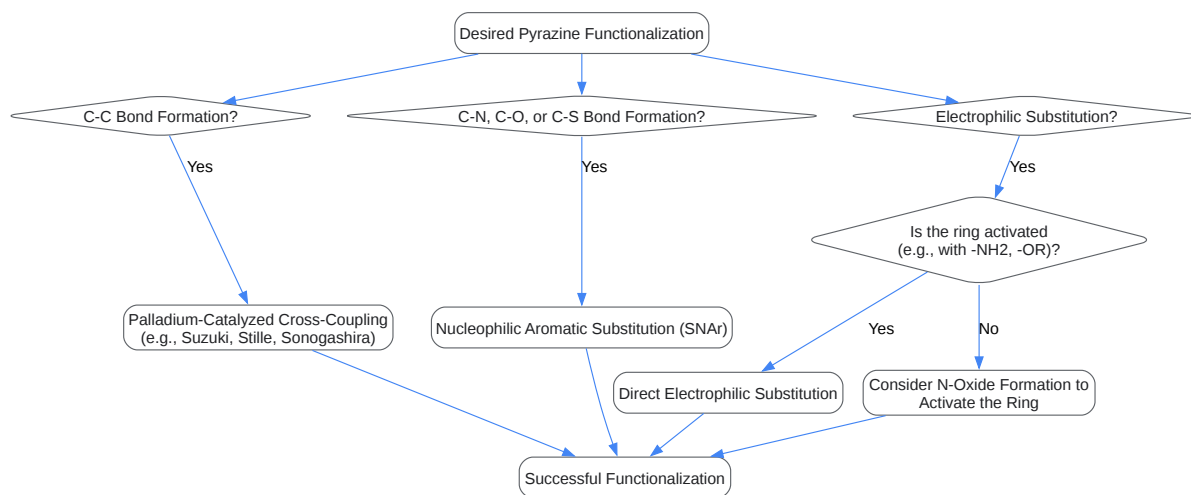 Desired Pyrazine Functionalization
C-C Bond Formation?
C-N, C-O, or C-S Bond Formation?
Electrophilic Substitution?
Yes
Yes
Yes
Is the ring activated
(e.g., with -NH2, -OR)?
Palladium-Catalyzed Cross-Coupling
(e.g., Suzuki, Stille, Sonogashira)
Nucleophilic Aromatic Substitution (SNAr)
Yes
No
Direct Electrophilic Substitution
Consider N-Oxide Formation to
Activate the Ring
Successful Functionalization